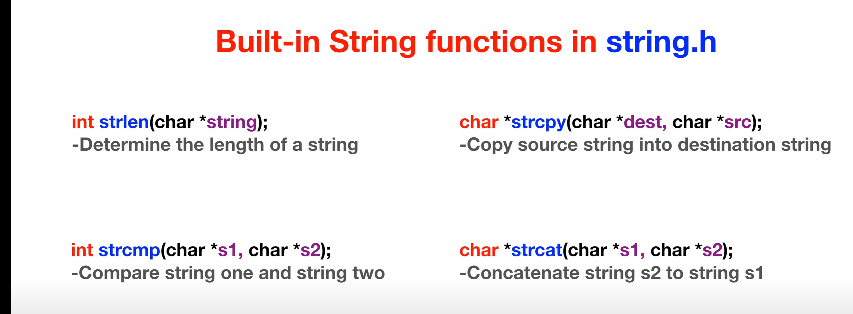 Built-in String functions in string.h
int strlen(char *string);
-Determine the length of a string
char *strcpy(char *dest, char *src);
-Copy source string into destination string
int strcmp(char *s1, char *s2);
-Compare string one and string two
char *strcat(char *s1, char *s2);
-Concatenate string s2 to string s1